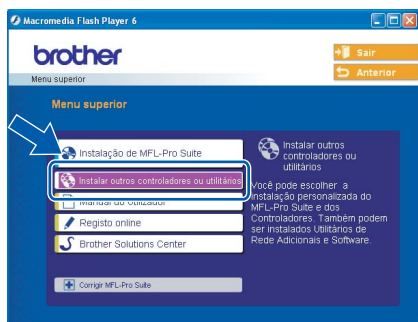 Macromedia Flash Player 6
brother
Sair
Menu superior
Anterior
Menu superior
Instalação de MFL-Pro Suite
Instalar outros controladores ou utilitários
Manual do Utilizador
Registo online
Brother Solutions Center
Corrigir MFL-Pro Suite
Instalar outros
controladores ou
utilitários
Você pode escolher a
instalação personalizada do
MFL-Pro Suite e dos
Controladores. Também podem
ser instalados Utilitários de
Rede Adicionais e Software.